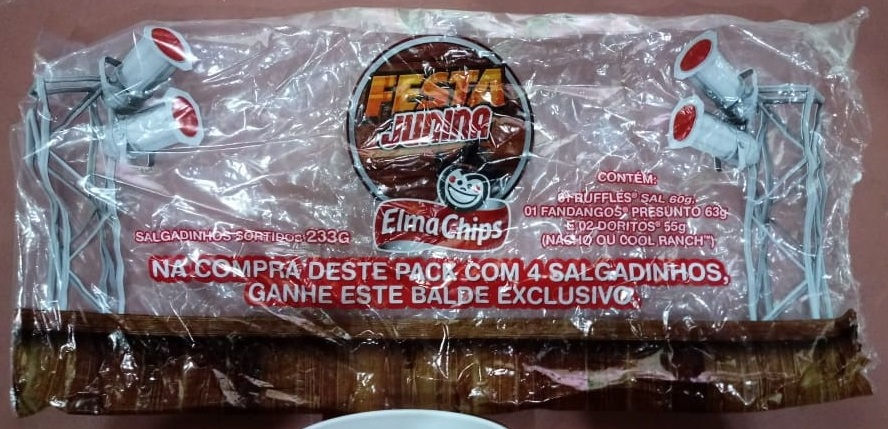 FESTA
JUNINA
Elma Chips
SALGADINHOS SORTIDOS 233G
CONTÉM:
01 RUFFLES® SAL 60g,
01 FANDANGOS® PRESUNTO 63g
E 02 DORITOS® 55g
(NACHO OU COOL RANCH™)
NA COMPRA DESTE PACK COM 4 SALGADINHOS,
GANHE ESTE BALDE EXCLUSIVO.